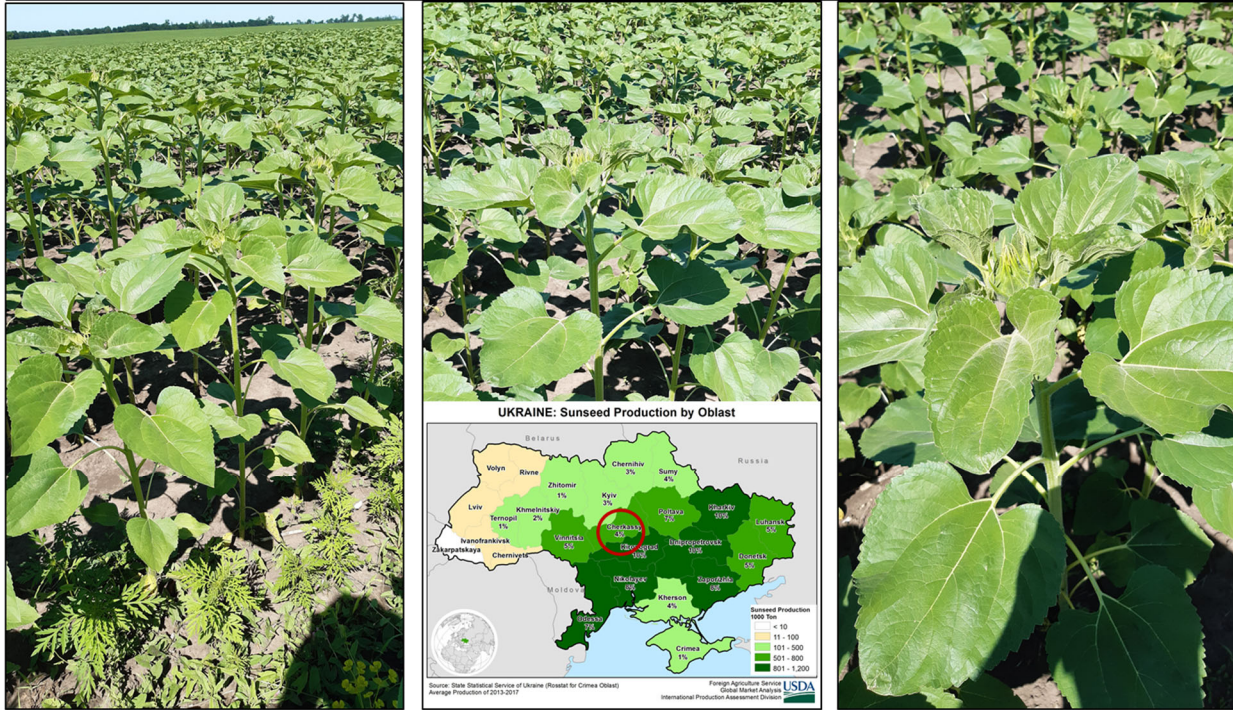 UKRAINE: Sunseed Production by Oblast
Belarus
Russia
Volyn
Rivne
Chernihiv
3%
Sumy
4%
Zhitomir
1%
Kyiv
3%
Lviv
Khmelnitskiy
2%
Ternopil
1%
Poltava
7%
Kharkiv
10%
Luhansk
5%
Cherkassy
4%
Vinnitsia
5%
Ivanofrankivsk
Zakarpatskaya
Chernivets
Kirovograd
Dnipropetrovsk
10%
Donetsk
5%
Moldova
Nikolayev
Zaporizhia
Kherson
4%
Odessa
7%
Crimea
1%
Sunseed Production
1000 Ton
< 10
11 - 100
101 - 500
501 - 800
801 - 1,200
Source: State Statistical Service of Ukraine (Rosstat for Crimea Oblast)
Average Production of 2013-2017
Foreign Agriculture Service
Global Market Analysis
International Production Assessment Division
USDA